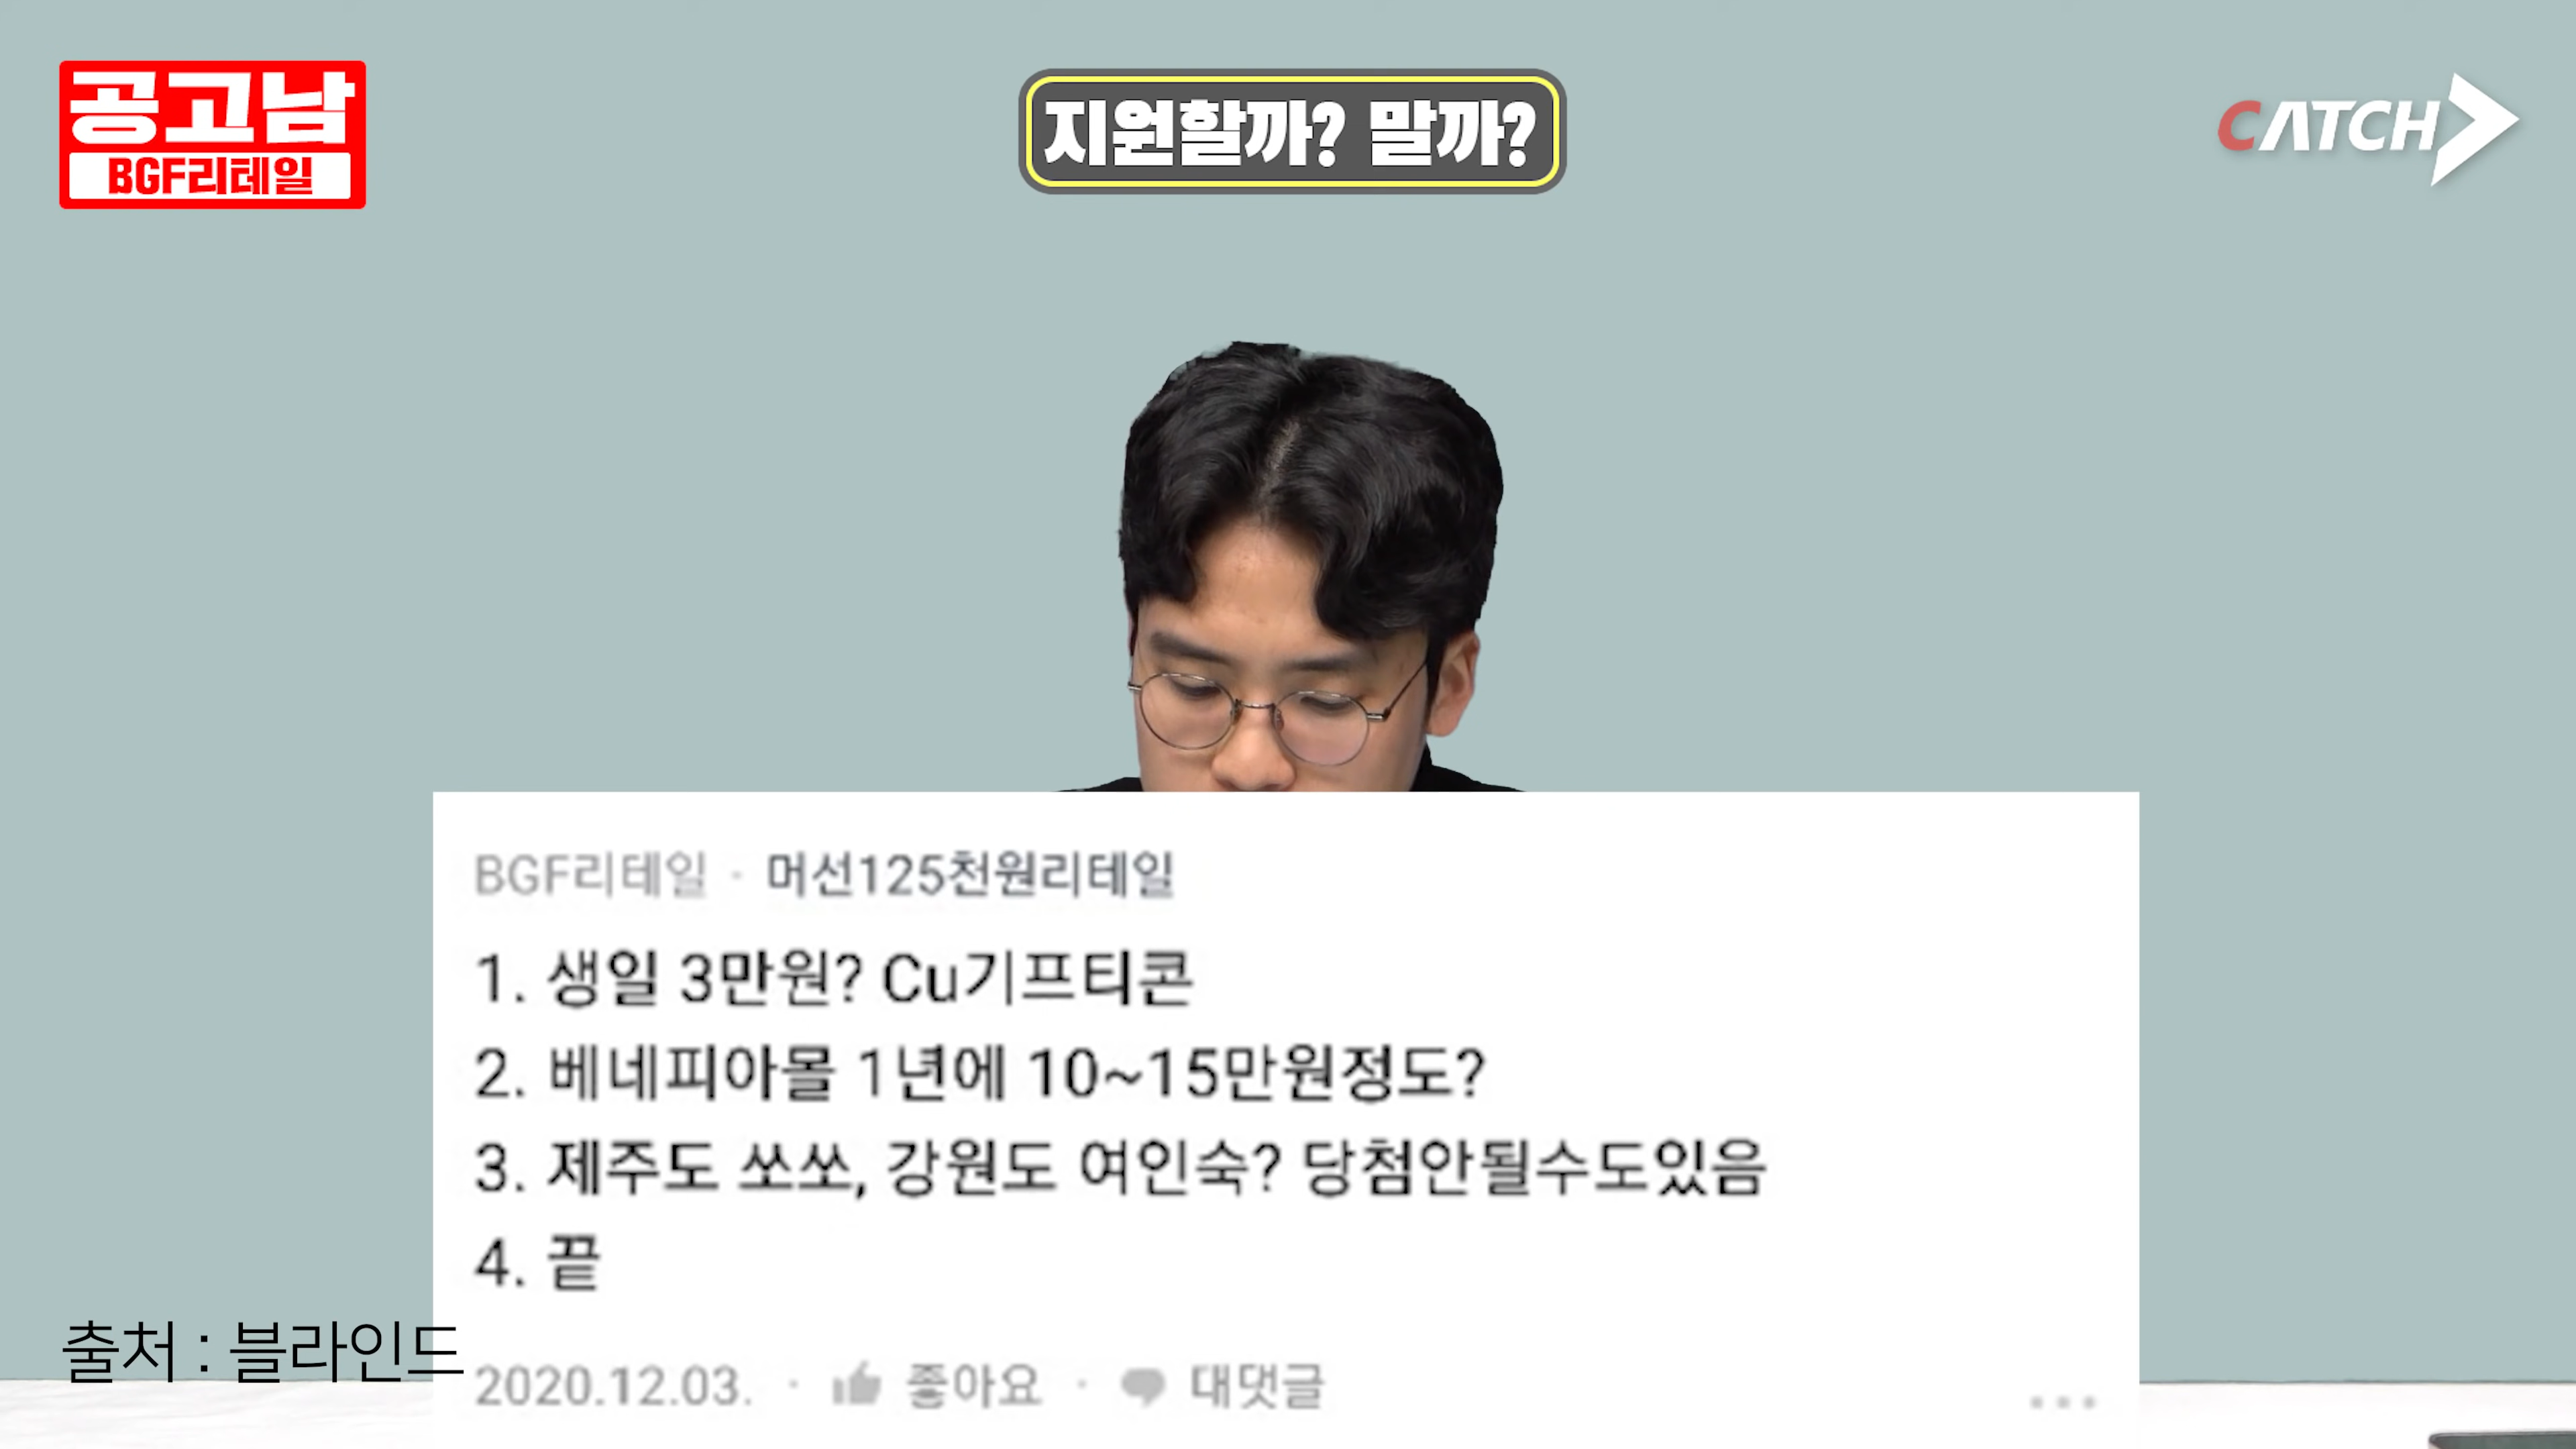 공고남
BGF리테일
지원할까? 말까?
CATCH
BGF리테일 · 머선125천원리테일
1. 생일 3만원? Cu기프티콘
2. 베네피아몰 1년에 10~15만원정도?
3. 제주도 쏘쏘, 강원도 여인숙? 당첨안될수도있음
4. 끝
출처 : 블라인드
2020.12.03. · 좋아요 · 대댓글